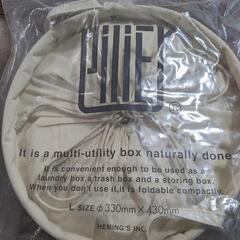 PiliEL
®
It is a multi-utility box naturally done.
It is convenient enough to be used as a
laundry box,a trash box and a storing box.
When you don't use it,it is foldable compactly.
L SIZE φ330mm×430mm
HEMING'S INC.